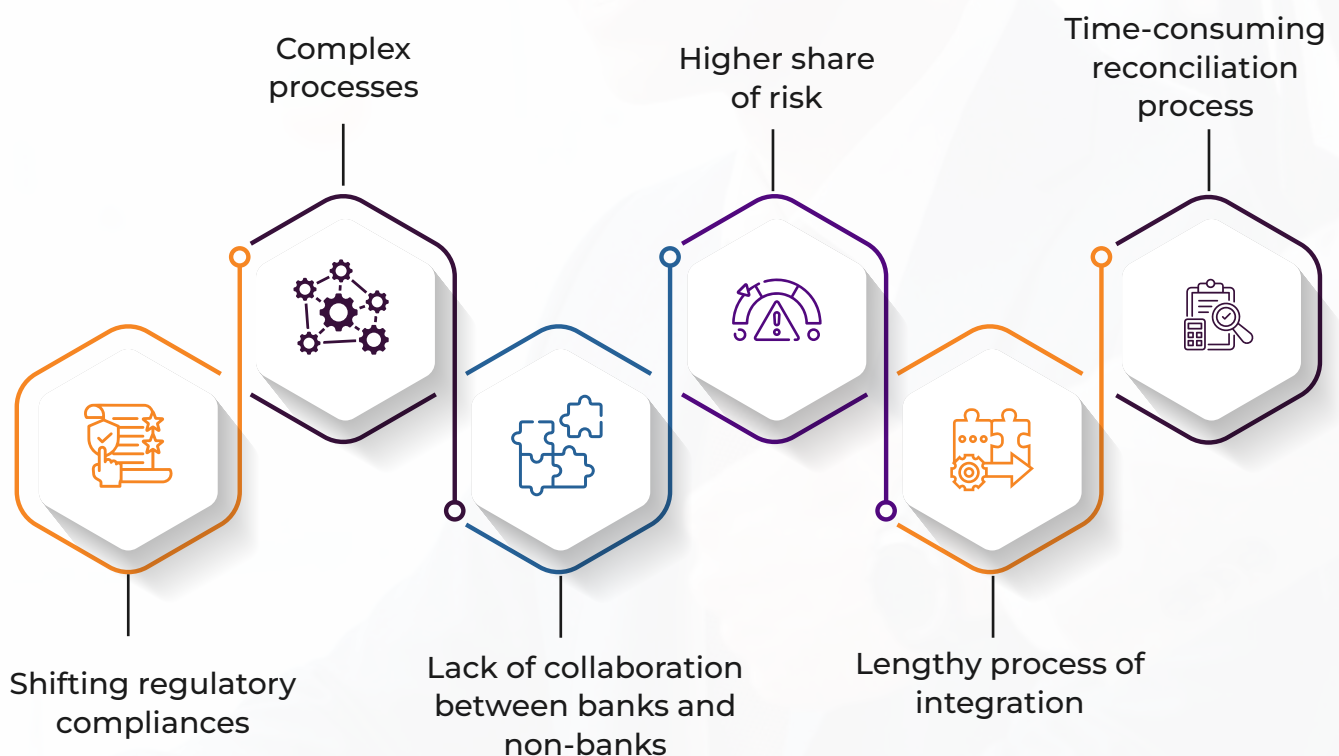 Shifting regulatory
compliances
Complex
processes
Lack of collaboration
between banks and
non-banks
Higher share
of risk
Lengthy process of
integration
Time-consuming
reconciliation
process